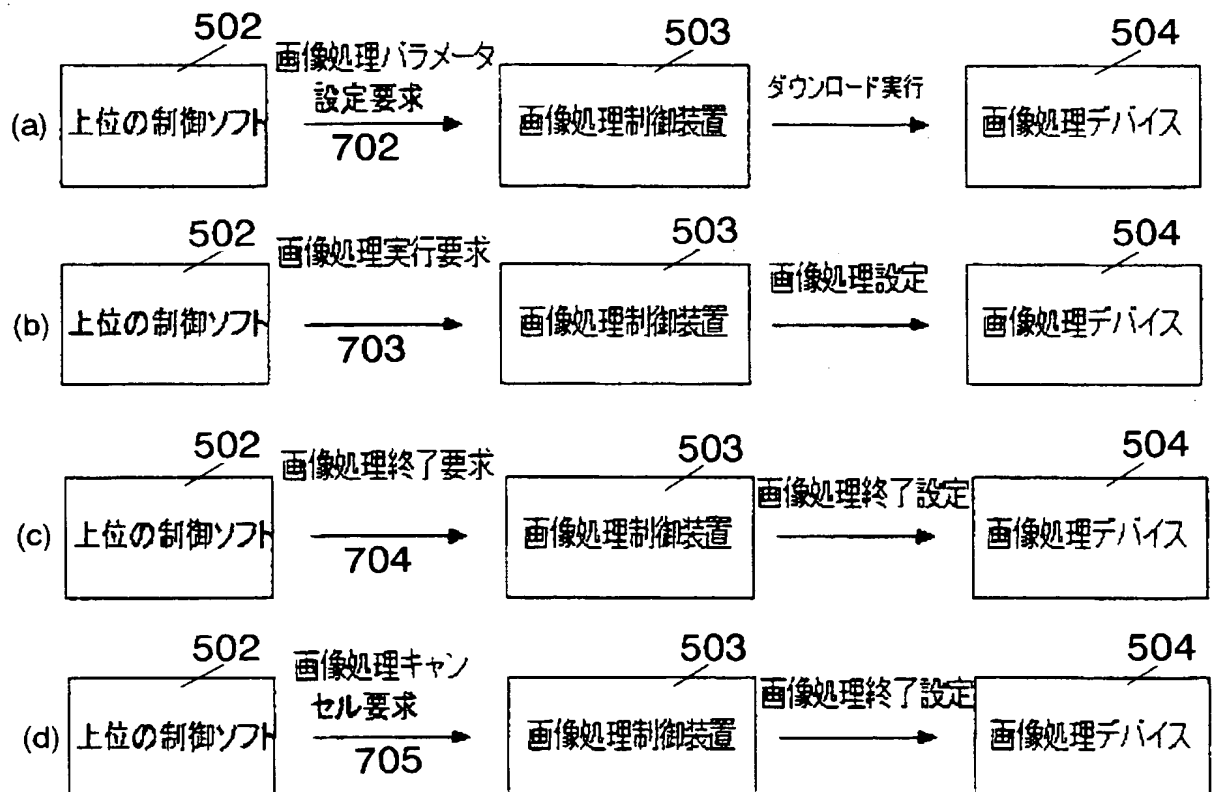 502
503
504
画像処理パラメータ
設定要求
ダウンロード実行
(a)
上位の制御ソフト
702
画像処理制御装置
画像処理デバイス
502
503
504
画像処理実行要求
画像処理設定
(b)
上位の制御ソフト
703
画像処理制御装置
画像処理デバイス
502
503
504
画像処理終了要求
画像処理終了設定
(c)
上位の制御ソフト
704
画像処理制御装置
画像処理デバイス
502
503
504
画像処理キャン
セル要求
画像処理終了設定
(d)
上位の制御ソフト
705
画像処理制御装置
画像処理デバイス